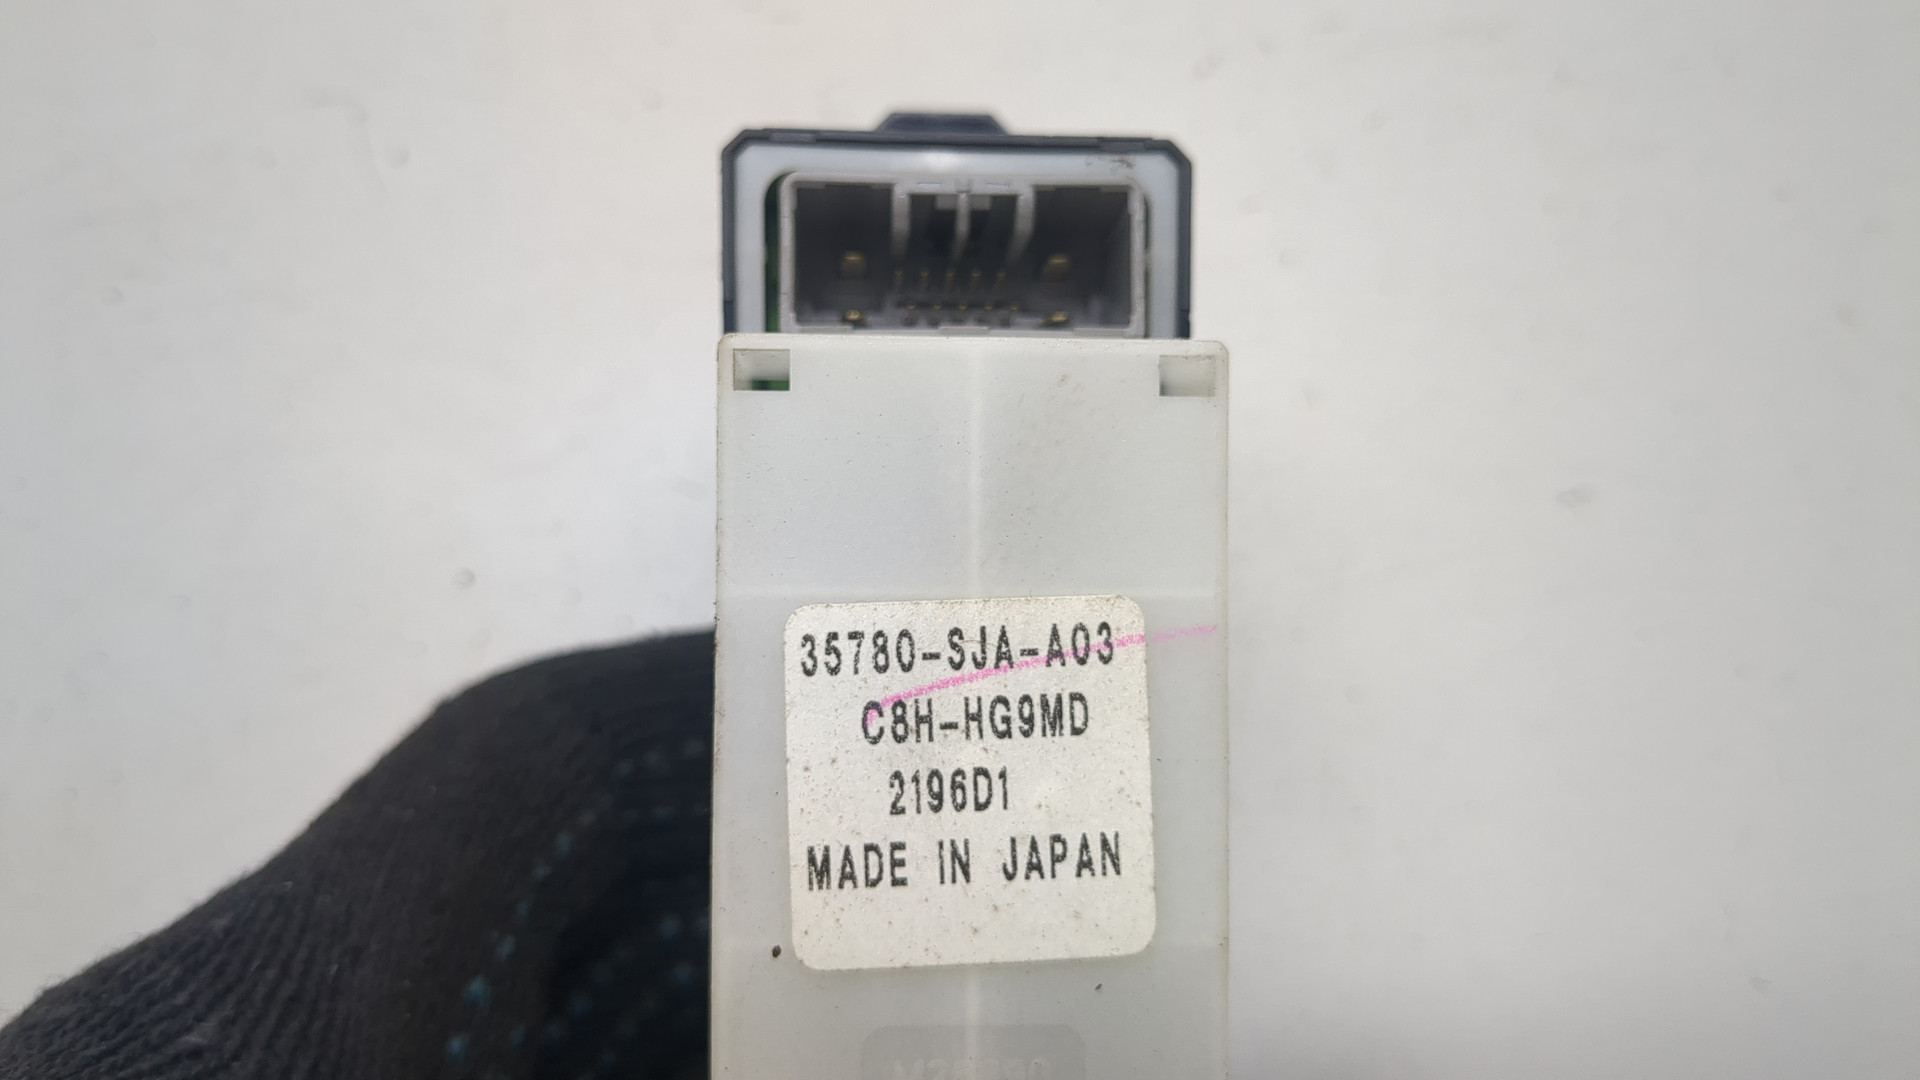 35780-SJA-A03
C8H-HG9MD
2196D1
MADE IN JAPAN